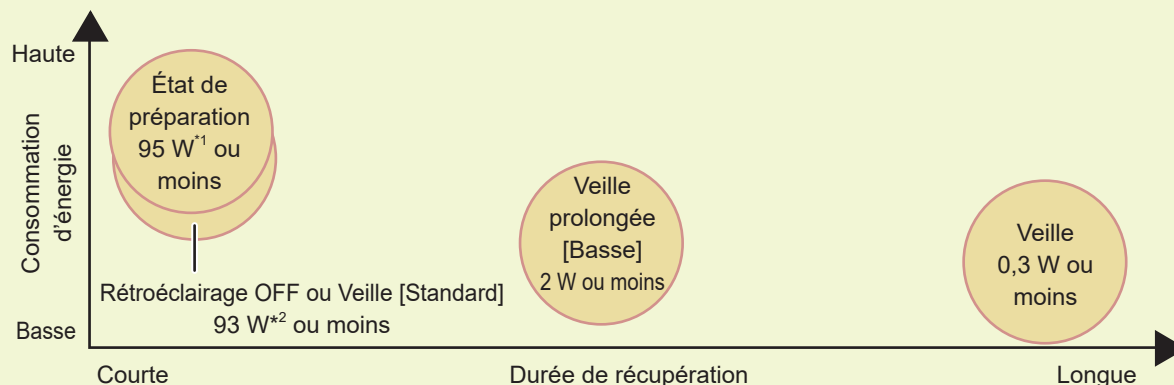 Haute
Consommation
d'énergie
Basse
État de
préparation
95 W*1 ou
moins
Rétroéclairage OFF ou Veille [Standard]
93 W*2 ou moins
Veille
prolongée
[Basse]
2 W ou moins
Veille
0,3 W ou
moins
Courte
Durée de récupération
Longue